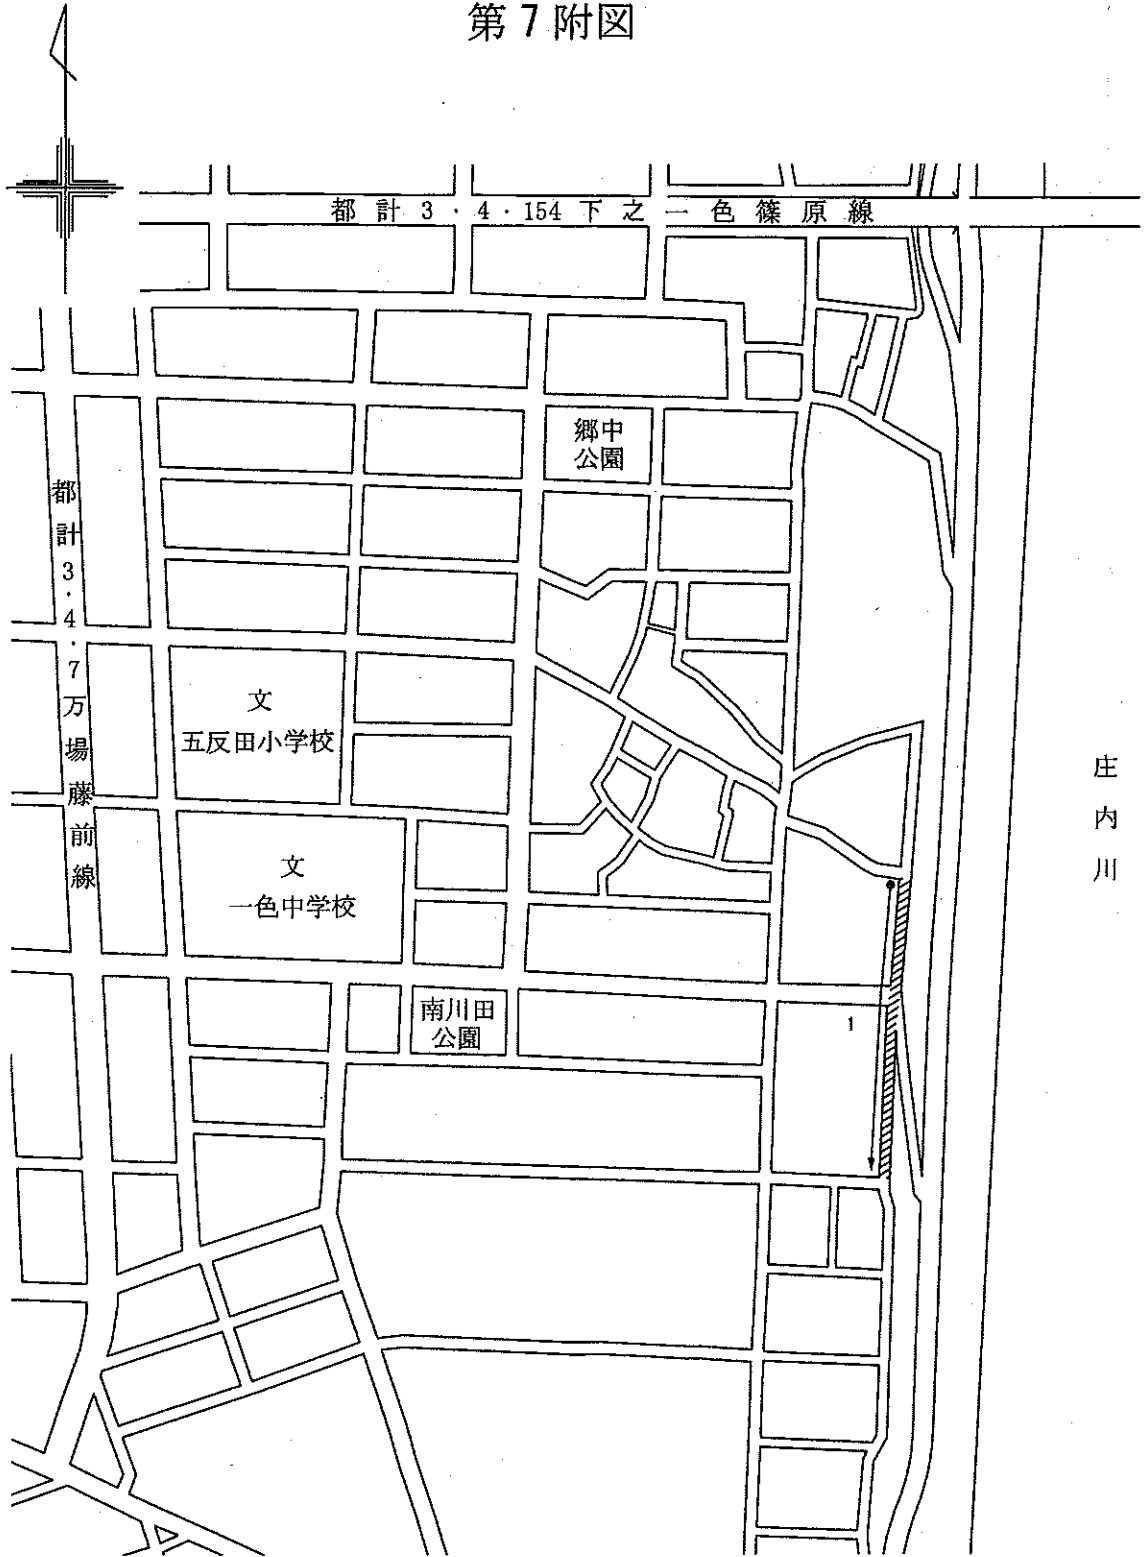 第7附図
都計3・4・154下之一色篠原線
郷中
公園
都計3・4・7万場藤前線
文
五反田小学校
庄内川
文
一色中学校
南川田
公園
1